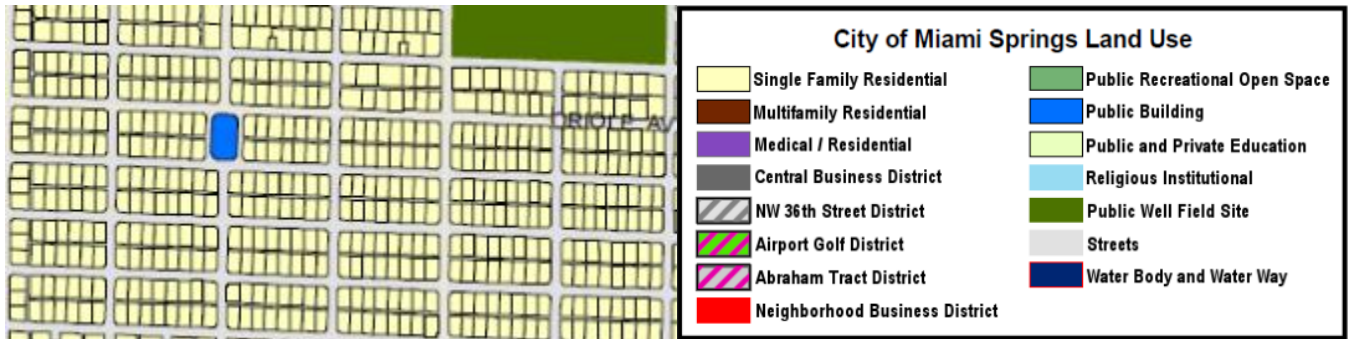 ORIOLE AV
City of Miami Springs Land Use
Single Family Residential
Multifamily Residential
Medical / Residential
Central Business District
NW 36th Street District
Airport Golf District
Abraham Tract District
Neighborhood Business District
Public Recreational Open Space
Public Building
Public and Private Education
Religious Institutional
Public Well Field Site
Streets
Water Body and Water Way